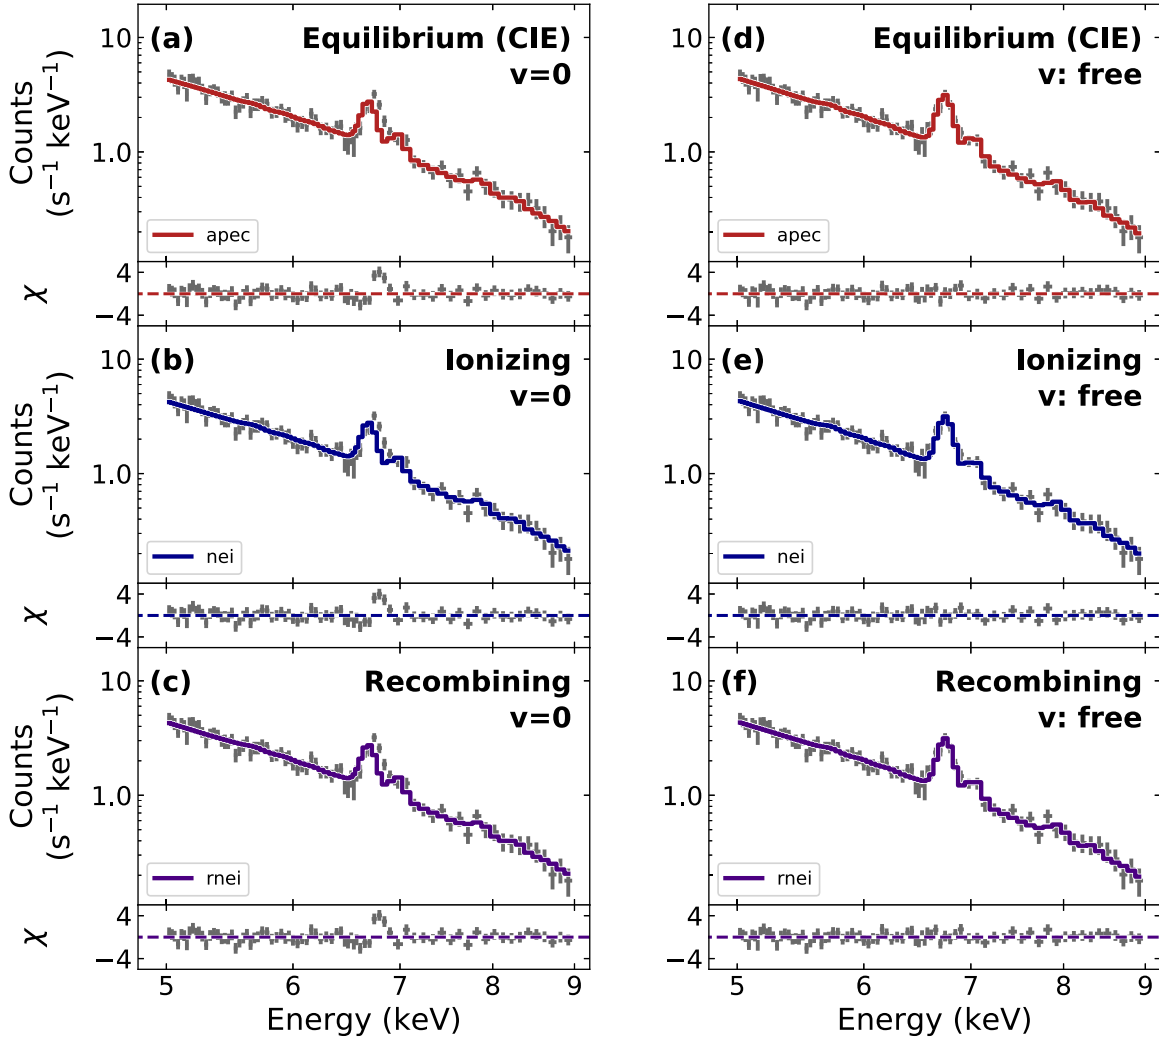 (a) Equilibrium (CIE)
v=0
10
1.0
Counts
(s⁻¹ keV⁻¹)
apec
4
−4
χ
(d) Equilibrium (CIE)
v: free
10
1.0
apec
4
−4
(b) Ionizing
v=0
10
1.0
Counts
(s⁻¹ keV⁻¹)
nei
4
−4
χ
(e) Ionizing
v: free
10
1.0
nei
4
−4
(c) Recombining
v=0
10
1.0
Counts
(s⁻¹ keV⁻¹)
rnei
4
−4
χ
5 6 7 8 9
Energy (keV)
(f) Recombining
v: free
10
1.0
rnei
4
−4
5 6 7 8 9
Energy (keV)